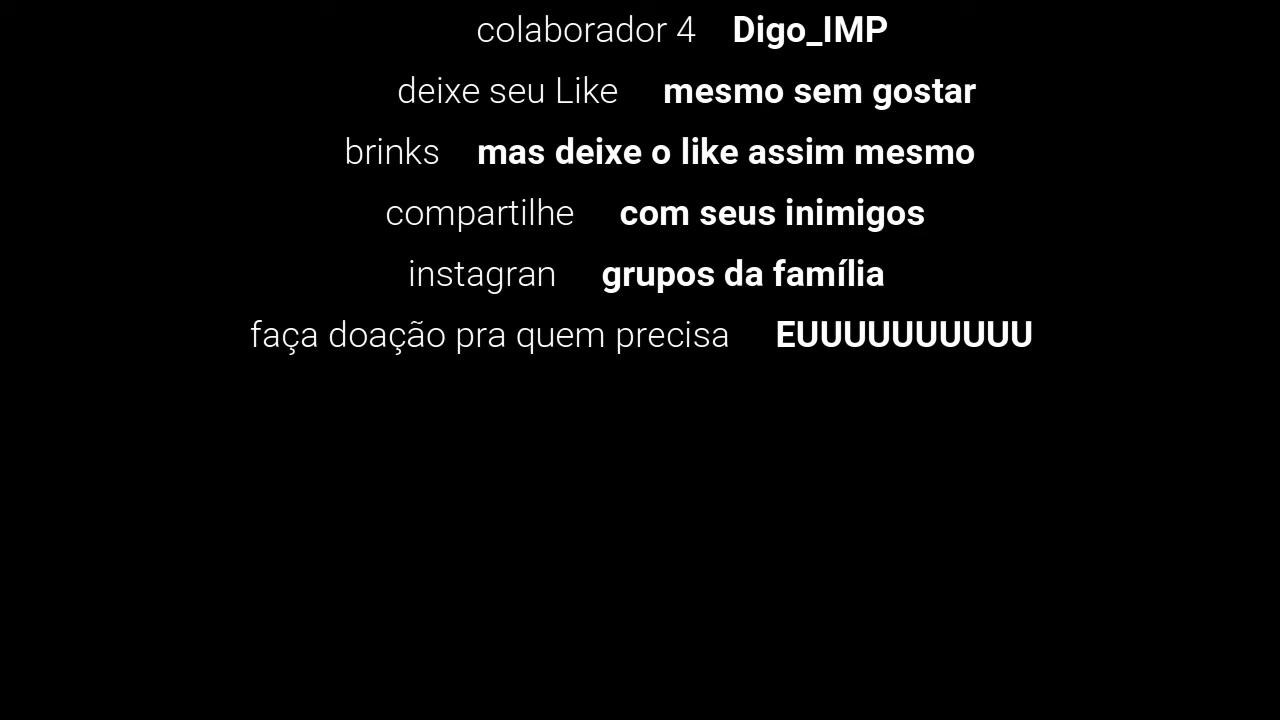 colaborador 4 Digo_IMP
deixe seu Like mesmo sem gostar
brinks mas deixe o like assim mesmo
compartilhe com seus inimigos
instagran grupos da família
faça doação pra quem precisa EUUUUUUUUUU